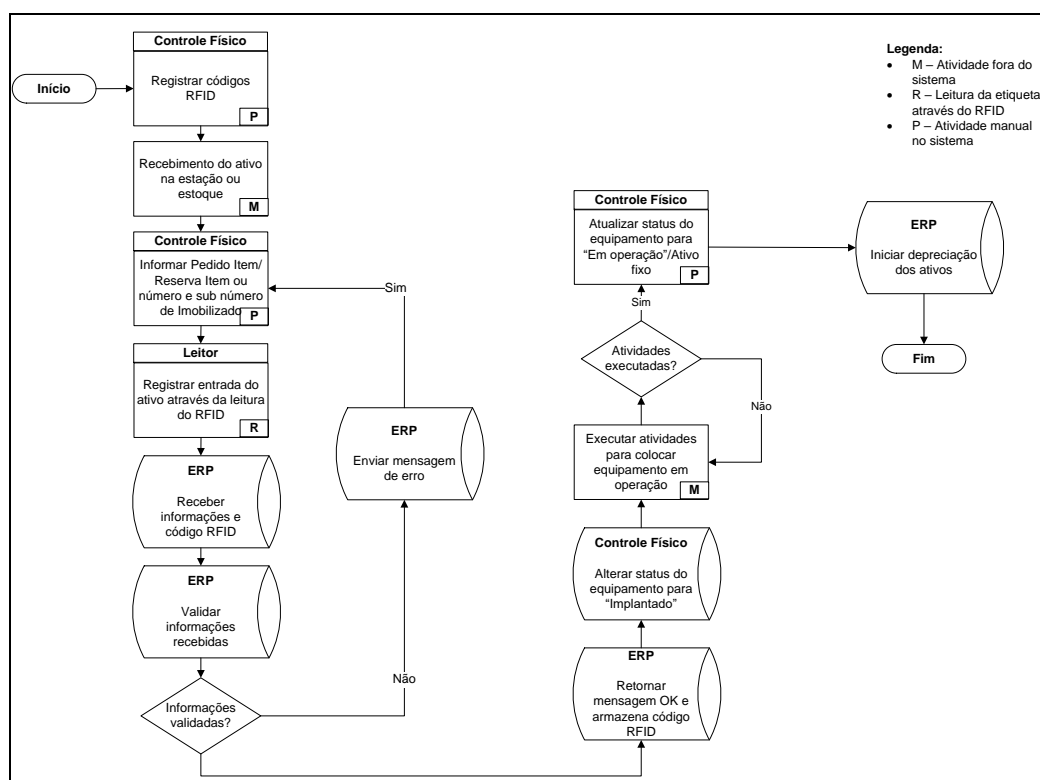 Início
Controle Físico
Registrar códigos
RFID
P
Recebimento do ativo
na estação ou
estoque
M
Controle Físico
Informar Pedido Item/
Reserva Item ou
número e sub número
de Imobilizado
P
Leitor
Registrar entrada do
ativo através da leitura
do RFID
R
ERP
Receber
informações e
código RFID
ERP
Validar
informações
recebidas
Informações
validadas?
Não
ERP
Enviar mensagem
de erro
Sim
ERP
Retornar
mensagem OK e
armazena código
RFID
Controle Físico
Alterar status do
equipamento para
“Implantado”
Executar atividades
para colocar
equipamento em
operação
M
Atividades
executadas?
Não
Sim
Controle Físico
Atualizar status do
equipamento para
“Em operação”/Ativo
fixo
P
ERP
Iniciar depreciação
dos ativos
Fim
Legenda:
• M – Atividade fora do
sistema
• R – Leitura da etiqueta
através do RFID
• P – Atividade manual
no sistema